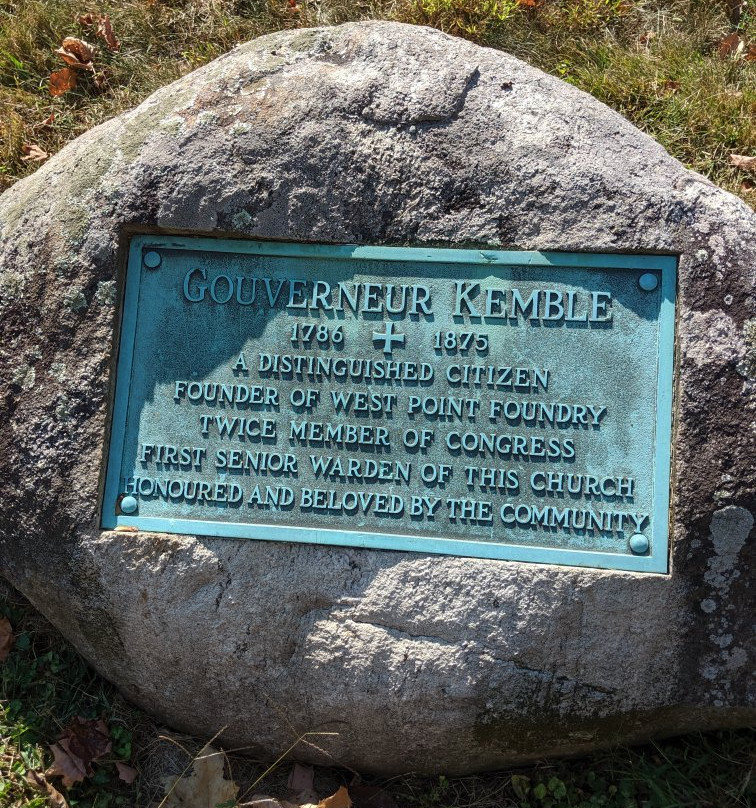 GOUVERNEUR KEMBLE
1786 ✠ 1875
A DISTINGUISHED CITIZEN
FOUNDER OF WEST POINT FOUNDRY
TWICE MEMBER OF CONGRESS
FIRST SENIOR WARDEN OF THIS CHURCH
HONOURED AND BELOVED BY THE COMMUNITY